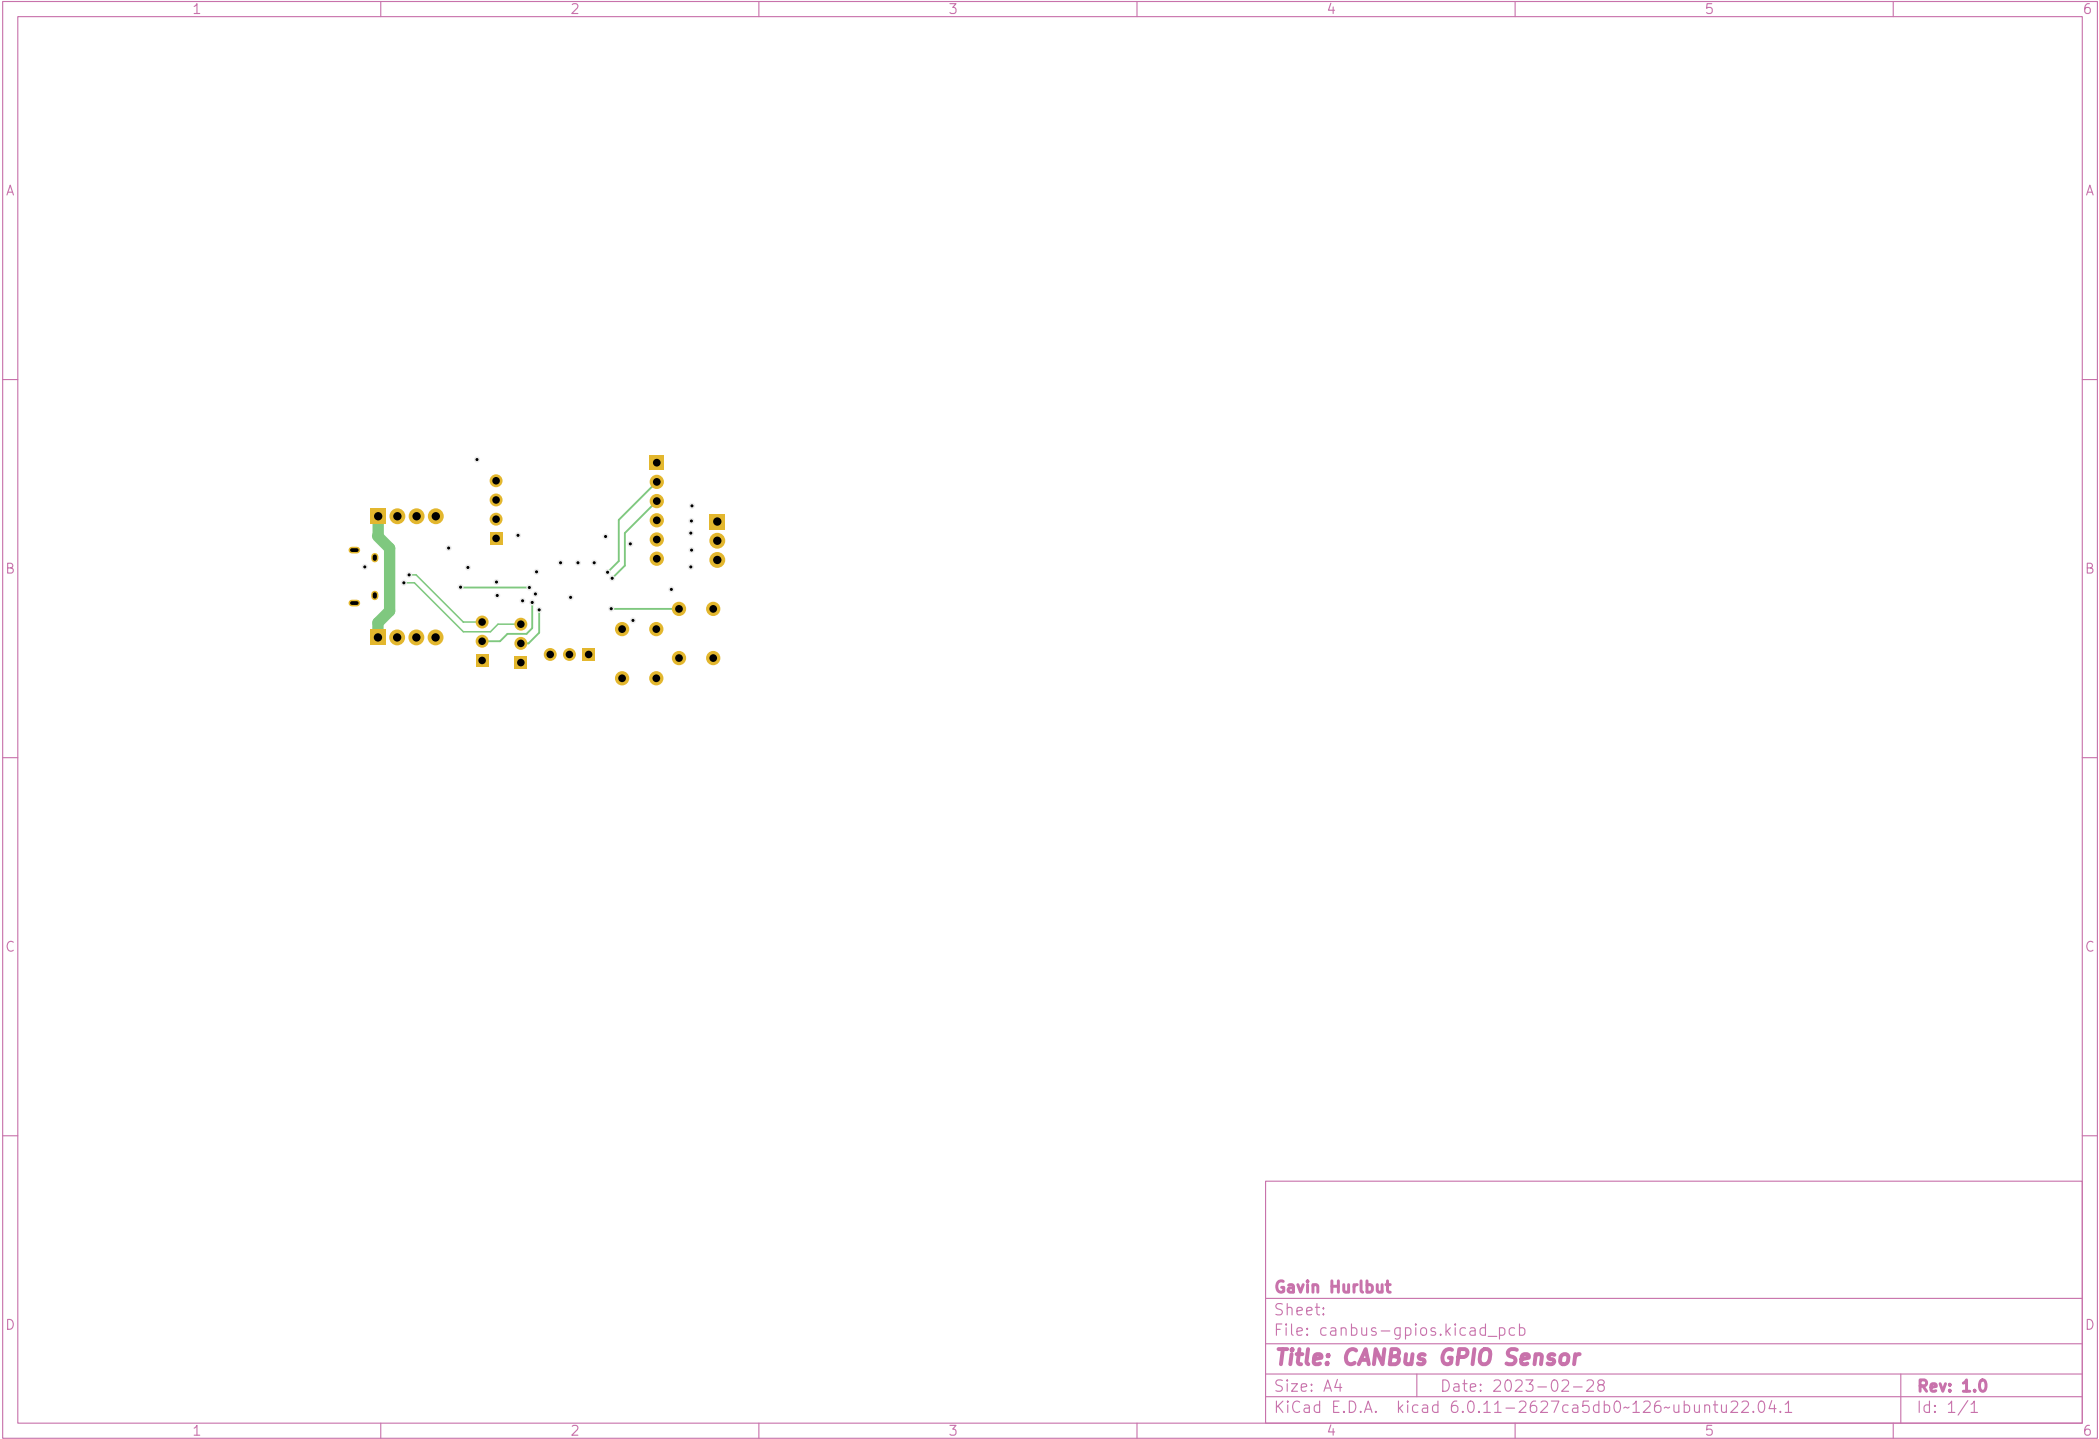 1 2 3 4 5 6
A A
B B
C C
D D
Gavin Hurlbut
Sheet:
File: canbus-gpios.kicad_pcb
Title: CANBus GPIO Sensor
Size: A4 Date: 2023-02-28 Rev: 1.0
KiCad E.D.A. kicad 6.0.11-2627ca5db0~126~ubuntu22.04.1 Id: 1/1
1 2 3 4 5 6